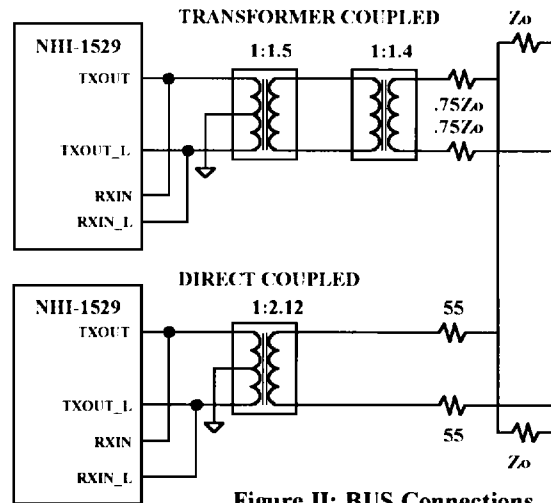 TRANSFORMER COUPLED
Zo
NHI-1529
1:1.5
1:1.4
TXOUT
.75Zo
.75Zo
TXOUT_L
RXIN
RXIN_L
DIRECT COUPLED
NHI-1529
1:2.12
55
TXOUT
TXOUT_L
RXIN
55
RXIN_L
Zo
Figure II: BUS Connections